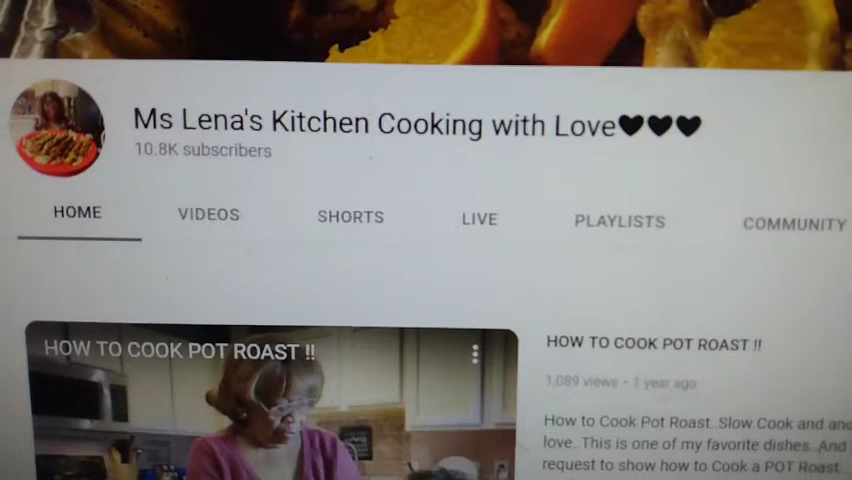 Ms Lena's Kitchen Cooking with Love🖤🖤🖤
10.8K subscribers
HOME VIDEOS SHORTS LIVE PLAYLISTS COMMUNITY
HOW TO COOK POT ROAST !!
HOW TO COOK POT ROAST !!
1,089 views • 1 year ago
How to Cook Pot Roast..Slow Cook and
love..This is one of my favorite dishes..And
request to show how to Cook a POT Roast..